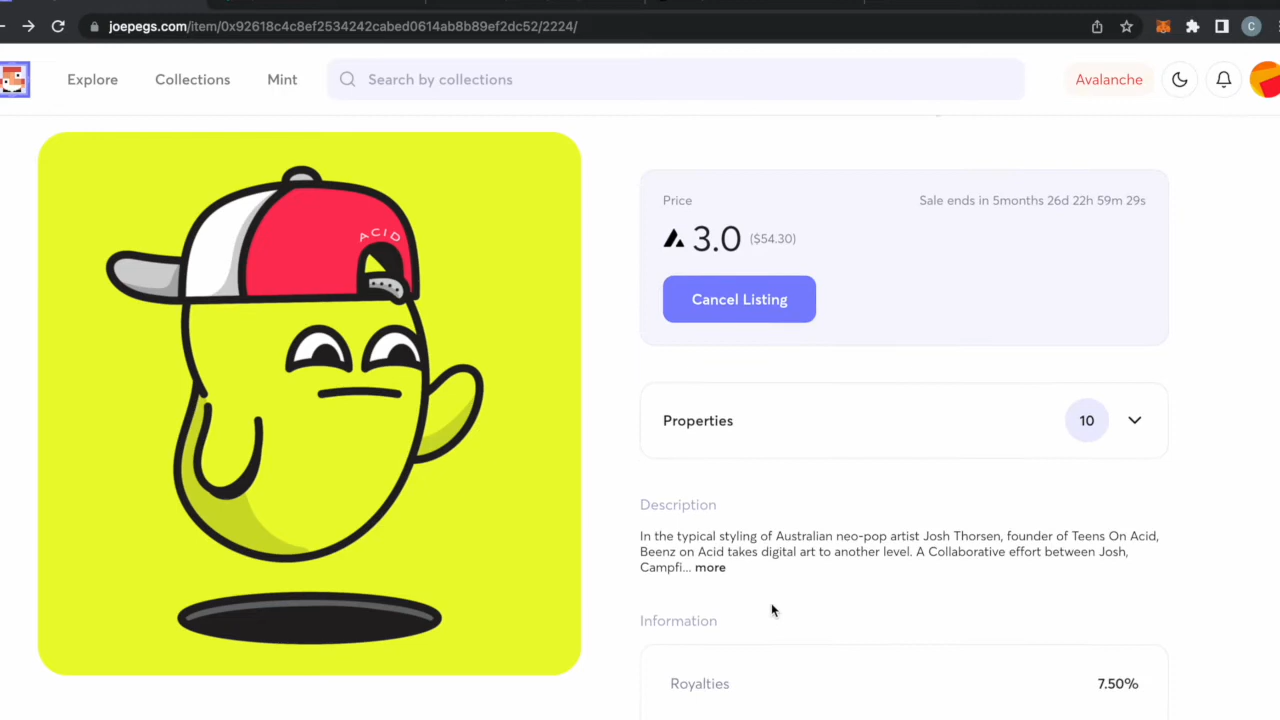 joepegs.com/item/0x92618c4c8ef2534242cabed0614ab8b89ef2dc52/2224/
C
Explore
Collections
Mint
Search by collections
Avalanche
ACID
Price
Sale ends in 5months 26d 22h 59m 29s
3.0 ($54.30)
Cancel Listing
Properties
10
Description
In the typical styling of Australian neo-pop artist Josh Thorsen, founder of Teens On Acid,
Beenz on Acid takes digital art to another level. A Collaborative effort between Josh,
Campfi... more
Information
Royalties
7.50%